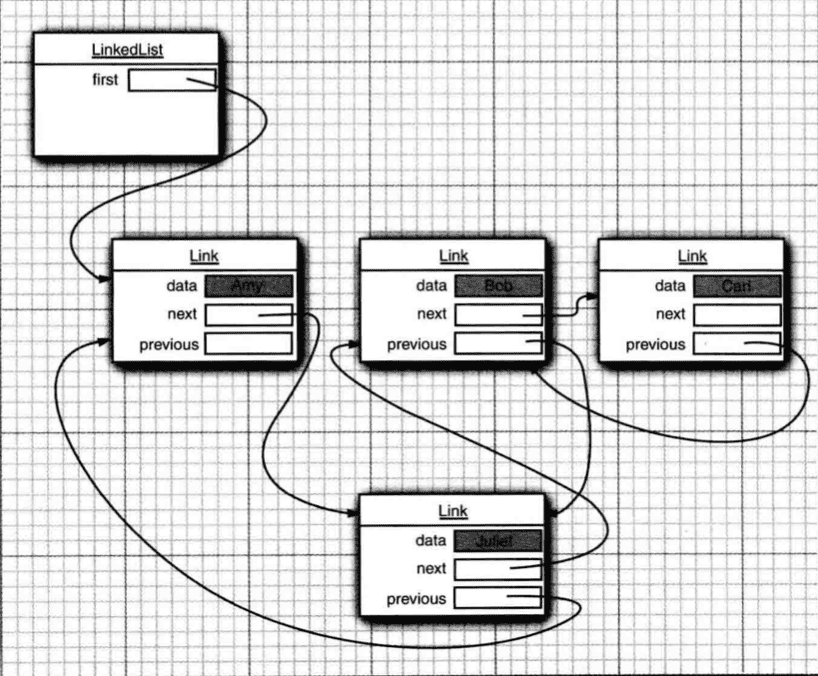 LinkedList
first
Link
data Amy
next
previous
Link
data Bob
next
previous
Link
data Carl
next
previous
Link
data Juliet
next
previous